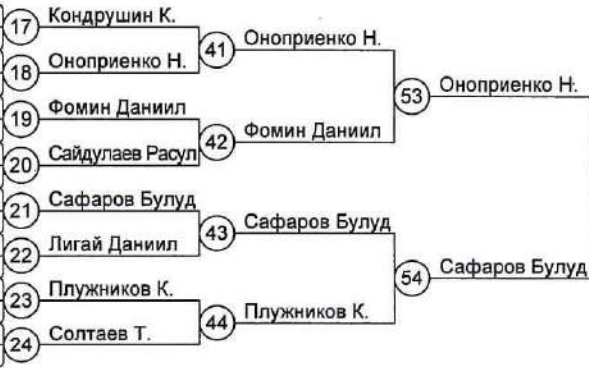 17 Кондрушин К.
18 Оноприенко Н.
19 Фомин Даниил
20 Сайдулаев Расул
21 Сафаров Булуд
22 Лигай Даниил
23 Плужников К.
24 Солтаев Т.
41 Оноприенко Н.
42 Фомин Даниил
43 Сафаров Булуд
44 Плужников К.
53 Оноприенко Н.
54 Сафаров Булуд